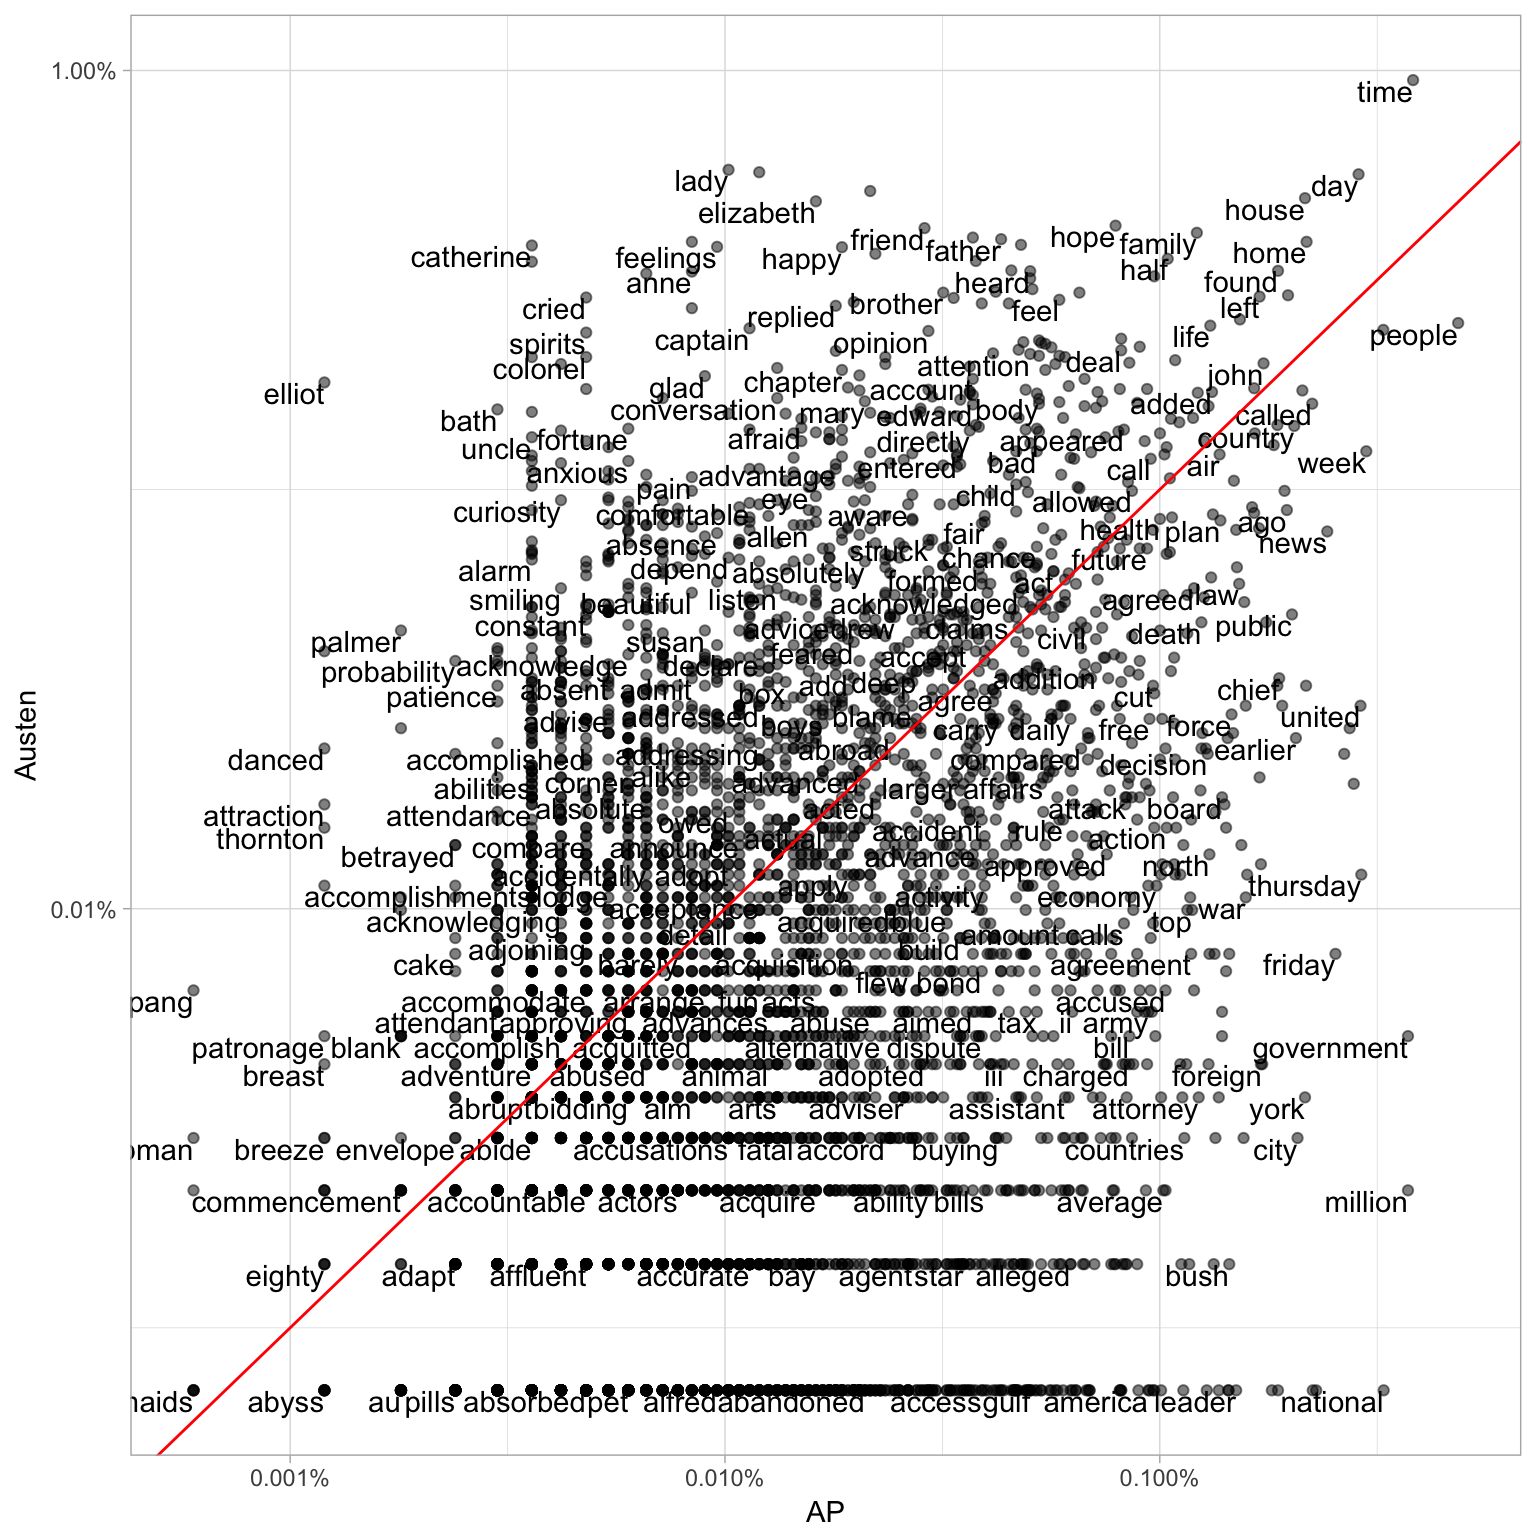 1.00%
time
lady
day
elizabeth
house
friend
father
hope
family
catherine
feelings
happy
half
home
anne
heard
found
cried
replied
brother
feel
left
spirits
captain
opinion
life
people
colonel
attention
deal
elliot
glad
chapter
account
john
bath
conversation
mary
edward
body
added
called
uncle
fortune
afraid
directly
appeared
country
anxious
advantage
entered
bad
call
air
week
curiosity
pain
eye
child
allowed
comfortable
aware
health
plan
ago
absence
allen
struck
fair
chance
future
news
alarm
depend
absolutely
formed
act
smiling
beautiful
listen
acknowledged
agreed
law
constant
advice
drew
claims
civil
death
public
palmer
susan
feared
accept
probability
acknowledge
declare
addition
patience
absent
admit
box
add
deep
agree
cut
chief
advise
addressed
boys
blame
carry
daily
free
force
united
danced
accomplished
addressing
abroad
compared
decision
earlier
abilities
corner
alike
advanced
larger
affairs
attraction
attendance
absolute
owed
acted
attack
board
thornton
actual
accident
rule
action
betrayed
compare
announce
advance
approved
north
accidentally
adopt
apply
thursday
accomplishments
lodge
activity
economy
0.01%
acceptance
war
acknowledging
acquired
blue
top
adjoining
detail
build
amount
calls
cake
barely
acquisition
agreement
friday
flew
bond
pang
accommodate
arrange
fun
acts
accused
attendant
approving
advances
abuse
aimed
tax
ii
army
patronage
blank
accomplish
acquitted
alternative
dispute
bill
government
breast
adventure
abused
animal
adopted
iii
charged
foreign
abrupt
bidding
aim
arts
adviser
assistant
attorney
york
oman
breeze
envelope
abide
accusations
fatal
accord
buying
countries
city
commencement
accountable
actors
acquire
ability
bills
average
million
eighty
adapt
affluent
accurate
bay
agent
star
alleged
bush
naids
abyss
au
pills
absorbed
pet
alfred
abandoned
access
gulf
america
leader
national
0.001%
0.010%
0.100%
AP
Austen